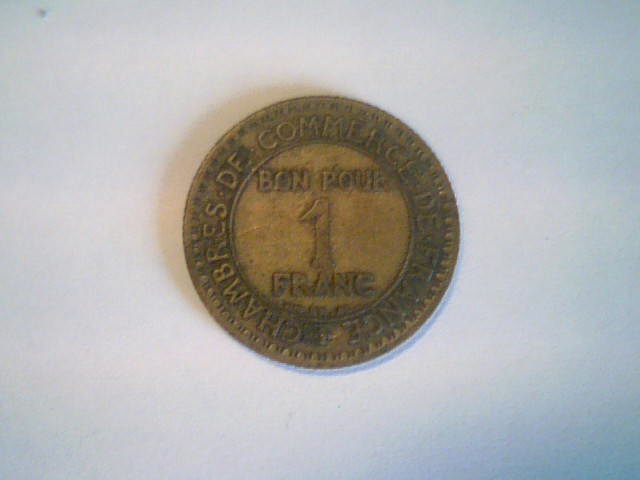 CHAMBRES · DE · COMMERCE · DE · FRANCE
BON POUR
1
FRANC